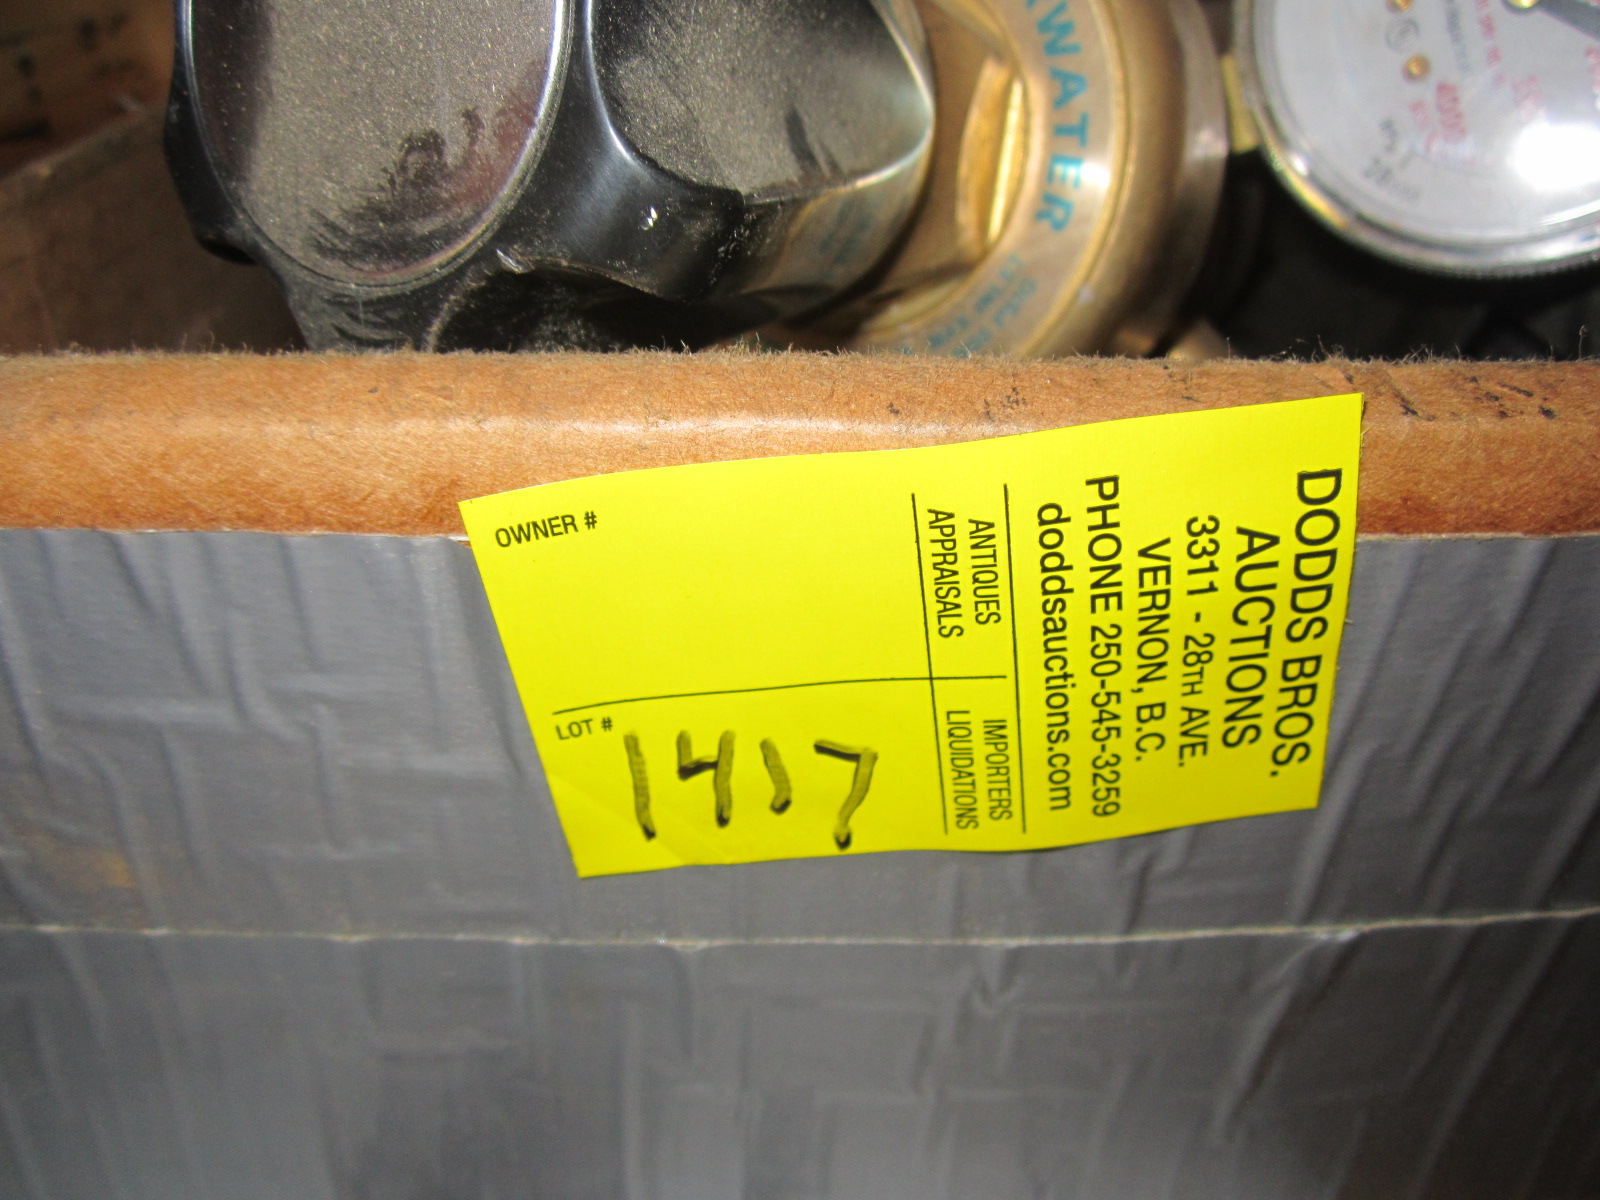 DODDS BROS.
AUCTIONS
3311 - 28TH AVE.
VERNON, B.C.
PHONE 250-545-3259
doddsauctions.com
ANTIQUES
APPRAISALS
IMPORTERS
LIQUIDATIONS
OWNER #
LOT #
1417
WATER
4000